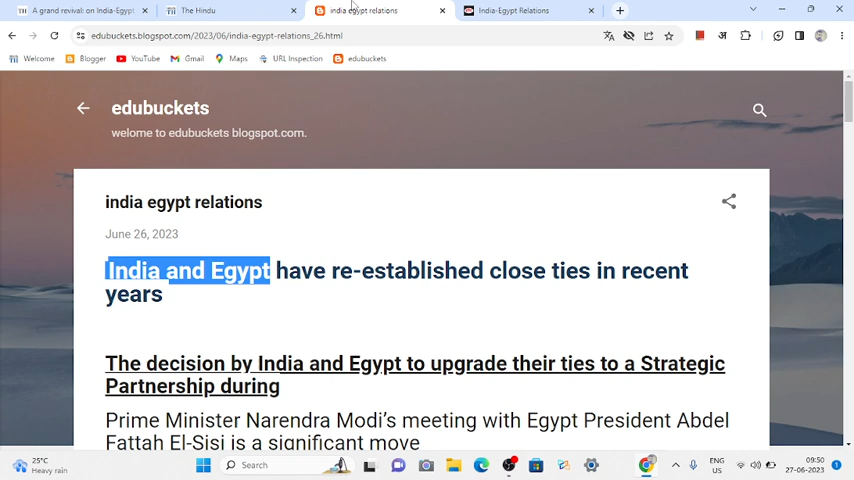 A grand revival: on India-Egypt
The Hindu
india egypt relations
India-Egypt Relations
edubuckets.blogspot.com/2023/06/india-egypt-relations_26.html
Welcome
Blogger
YouTube
Gmail
Maps
URL Inspection
edubuckets
edubuckets
welome to edubuckets blogspot.com.
india egypt relations
June 26, 2023
India and Egypt have re-established close ties in recent
years
The decision by India and Egypt to upgrade their ties to a Strategic
Partnership during
Prime Minister Narendra Modi’s meeting with Egypt President Abdel
Fattah El-Sisi is a significant move
25°C
Heavy rain
Search
ENG
US
09:50
27-06-2023